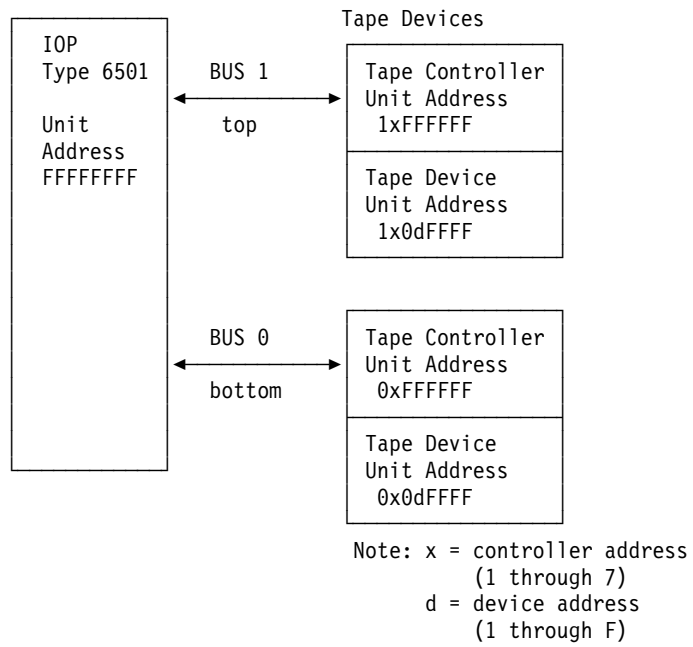 Tape Devices
IOP
Type 6501
Unit
Address
FFFFFFFF
BUS 1
top
Tape Controller
Unit Address
1xFFFFFF
Tape Device
Unit Address
1x0dFFFF
BUS 0
bottom
Tape Controller
Unit Address
0xFFFFFF
Tape Device
Unit Address
0x0dFFFF
Note: x = controller address
(1 through 7)
d = device address
(1 through F)